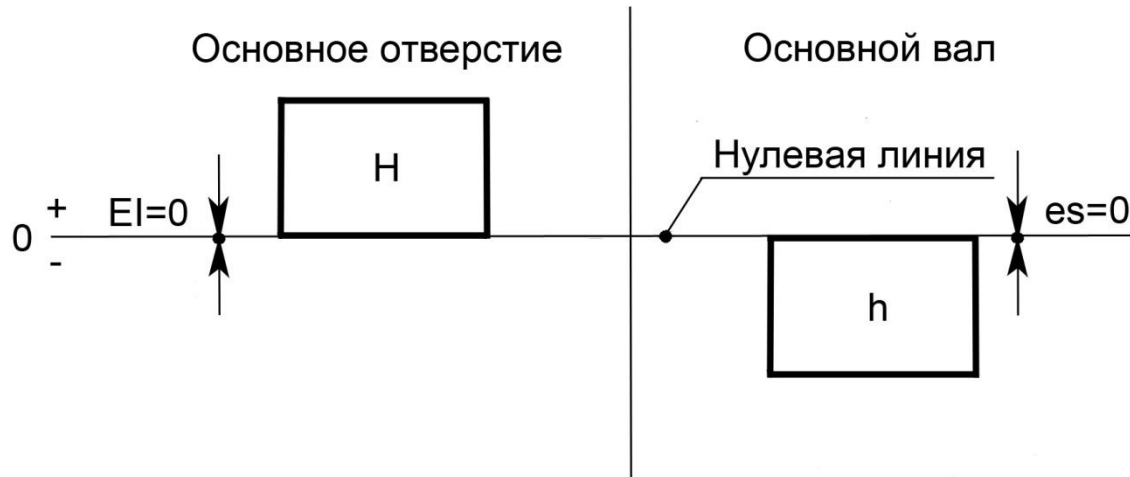 Основное отверстие
Основной вал
H
Нулевая линия
+
EI=0
es=0
0
-
h